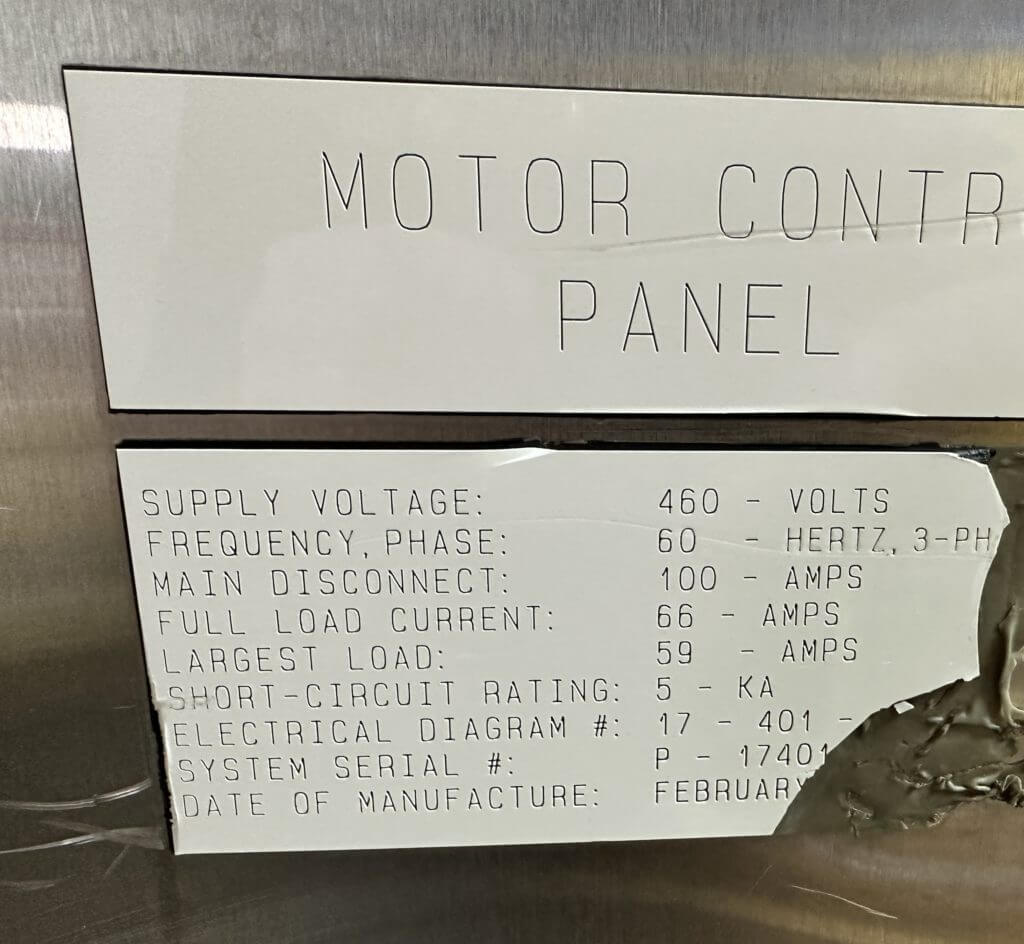 MOTOR CONTR
PANEL
SUPPLY VOLTAGE: 460 - VOLTS
FREQUENCY, PHASE: 60 - HERTZ, 3-PH
MAIN DISCONNECT: 100 - AMPS
FULL LOAD CURRENT: 66 - AMPS
LARGEST LOAD: 59 - AMPS
SHORT-CIRCUIT RATING: 5 - KA
ELECTRICAL DIAGRAM #: 17 - 401 -
SYSTEM SERIAL #: P - 17401
DATE OF MANUFACTURE: FEBRUARY